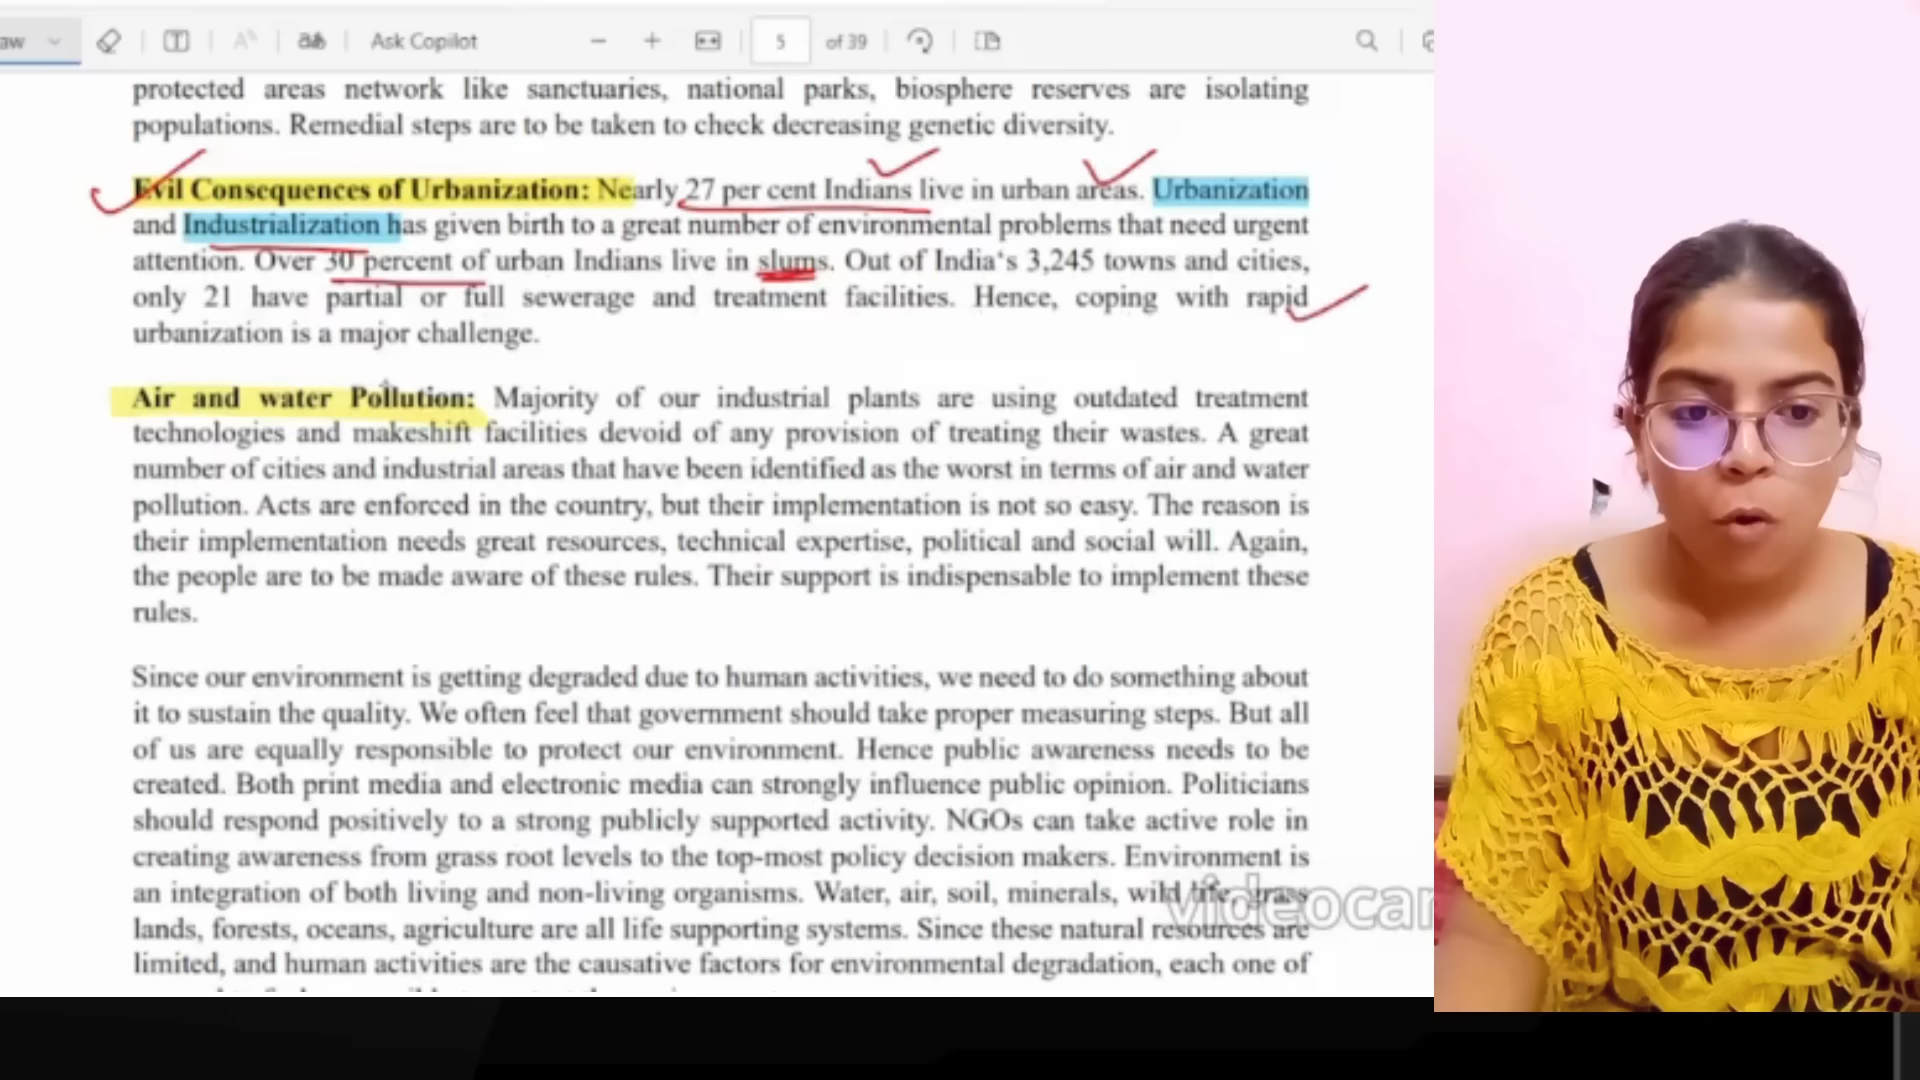 aw
Ask Copilot
5 of 39
protected areas network like sanctuaries, national parks, biosphere reserves are isolating
populations. Remedial steps are to be taken to check decreasing genetic diversity.
Evil Consequences of Urbanization: Nearly 27 per cent Indians live in urban areas. Urbanization
and Industrialization has given birth to a great number of environmental problems that need urgent
attention. Over 30 percent of urban Indians live in slums. Out of India‘s 3,245 towns and cities,
only 21 have partial or full sewerage and treatment facilities. Hence, coping with rapid
urbanization is a major challenge.
Air and water Pollution: Majority of our industrial plants are using outdated treatment
technologies and makeshift facilities devoid of any provision of treating their wastes. A great
number of cities and industrial areas that have been identified as the worst in terms of air and water
pollution. Acts are enforced in the country, but their implementation is not so easy. The reason is
their implementation needs great resources, technical expertise, political and social will. Again,
the people are to be made aware of these rules. Their support is indispensable to implement these
rules.
Since our environment is getting degraded due to human activities, we need to do something about
it to sustain the quality. We often feel that government should take proper measuring steps. But all
of us are equally responsible to protect our environment. Hence public awareness needs to be
created. Both print media and electronic media can strongly influence public opinion. Politicians
should respond positively to a strong publicly supported activity. NGOs can take active role in
creating awareness from grass root levels to the top-most policy decision makers. Environment is
an integration of both living and non-living organisms. Water, air, soil, minerals, wild life, grass
lands, forests, oceans, agriculture are all life supporting systems. Since these natural resources are
limited, and human activities are the causative factors for environmental degradation, each one of
videocar